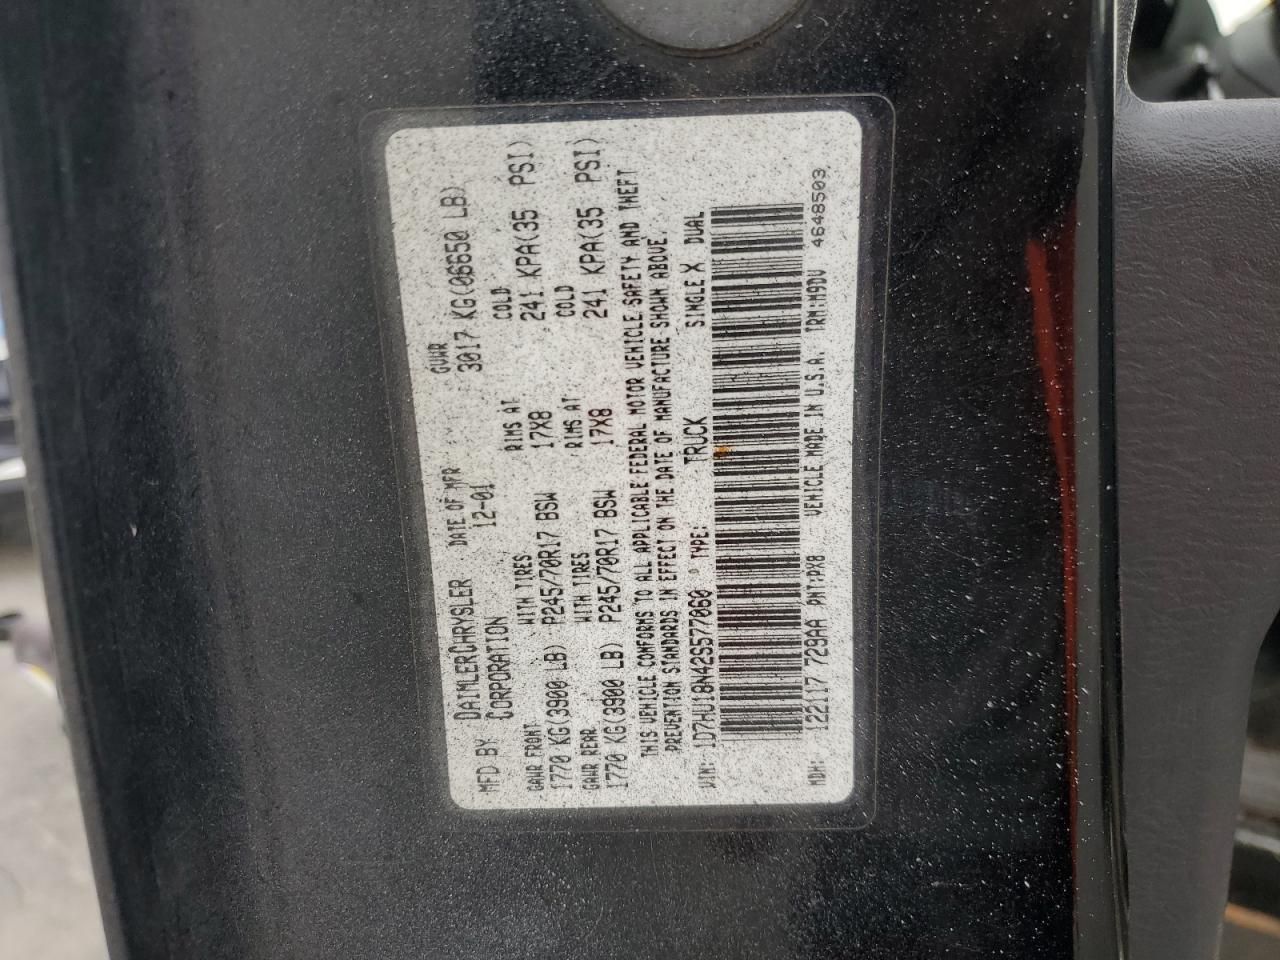 MFD BY DAIMLERCHRYSLER CORPORATION DATE OF MFR 12-01 GVWR 3017 KG(06650 LB)
GAWR FRONT WITH TIRES RIMS AT COLD
1770 KG(3900 LB) P245/70R17 BSW 17X8 241 KPA(35 PSI)
GAWR REAR WITH TIRES RIMS AT COLD
1770 KG(3900 LB) P245/70R17 BSW 17X8 241 KPA(35 PSI)
THIS VEHICLE CONFORMS TO ALL APPLICABLE FEDERAL MOTOR VEHICLE SAFETY AND THEFT
PREVENTION STANDARDS IN EFFECT ON THE DATE OF MANUFACTURE SHOWN ABOVE.
VIN: 1D7HU18N42S577060 TYPE: TRUCK SINGLE X DUAL
MDH: 122117 729AA PNT:PX8 VEHICLE MADE IN U.S.A. TRM:M9DV 4648503